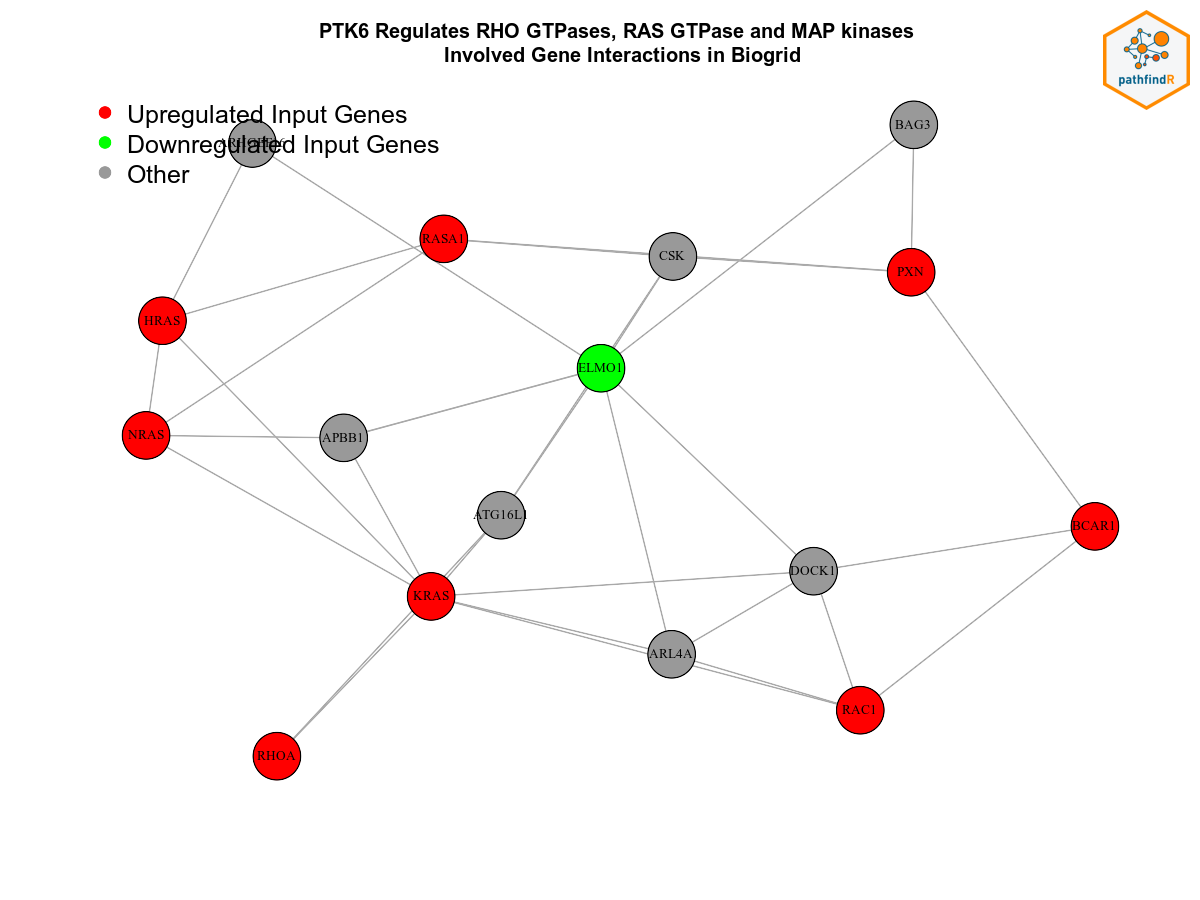 PTK6 Regulates RHO GTPases, RAS GTPase and MAP kinases
Involved Gene Interactions in Biogrid
pathfindR
Upregulated Input Genes
Downregulated Input Genes
Other
BAG3
RASA1
CSK
PXN
HRAS
ELMO1
NRAS
APBB1
ATG16L1
BCAR1
DOCK1
KRAS
ARL4A
RAC1
RHOA